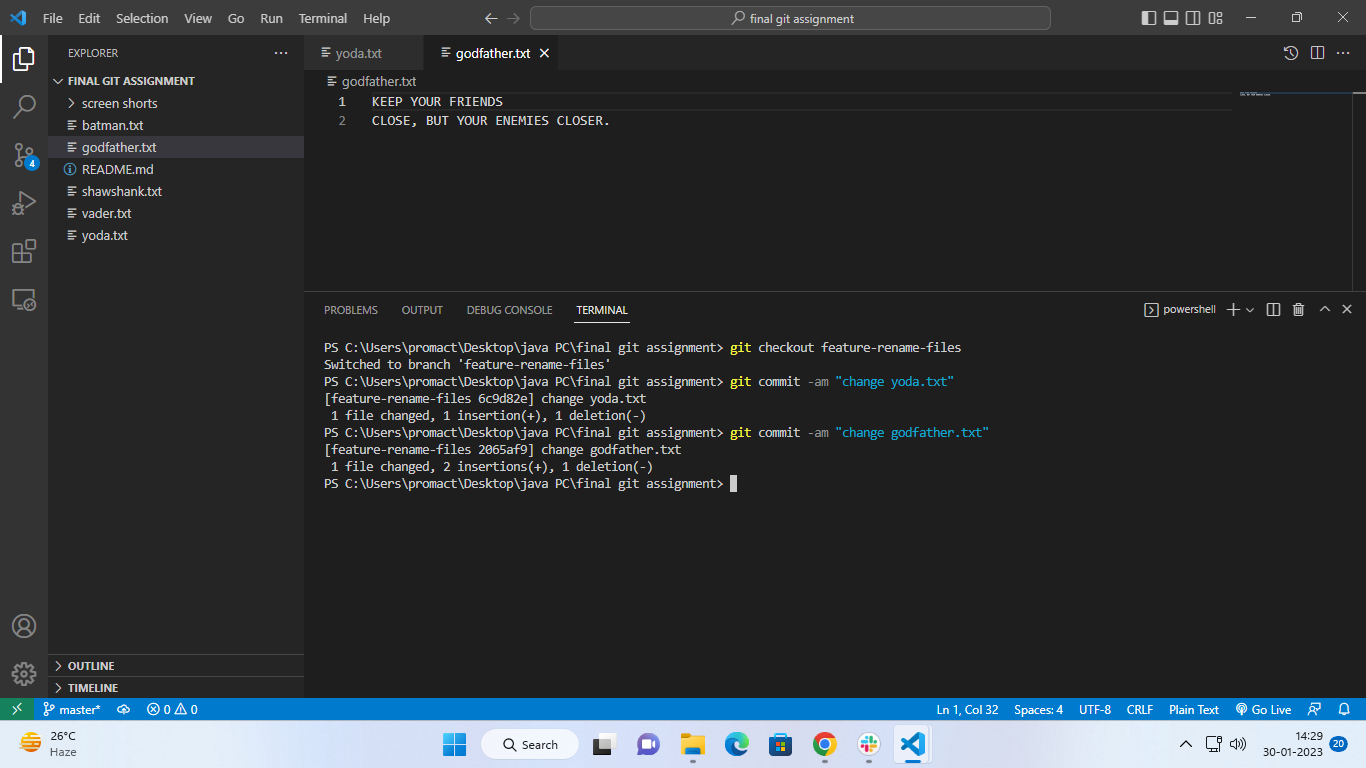 File Edit Selection View Go Run Terminal Help
final git assignment
EXPLORER
FINAL GIT ASSIGNMENT
screen shorts
batman.txt
godfather.txt
README.md
shawshank.txt
vader.txt
yoda.txt
4
OUTLINE
TIMELINE
yoda.txt godfather.txt
godfather.txt
1 KEEP YOUR FRIENDS
2 CLOSE, BUT YOUR ENEMIES CLOSER.
PROBLEMS OUTPUT DEBUG CONSOLE TERMINAL
powershell
PS C:\Users\promact\Desktop\java PC\final git assignment> git checkout feature-rename-files
Switched to branch 'feature-rename-files'
PS C:\Users\promact\Desktop\java PC\final git assignment> git commit -am "change yoda.txt"
[feature-rename-files 6c9d82e] change yoda.txt
1 file changed, 1 insertion(+), 1 deletion(-)
PS C:\Users\promact\Desktop\java PC\final git assignment> git commit -am "change godfather.txt"
[feature-rename-files 2065af9] change godfather.txt
1 file changed, 2 insertions(+), 1 deletion(-)
PS C:\Users\promact\Desktop\java PC\final git assignment>
master* 0 0 Ln 1, Col 32 Spaces: 4 UTF-8 CRLF Plain Text Go Live
26°C
Haze
Search
14:29
30-01-2023
20